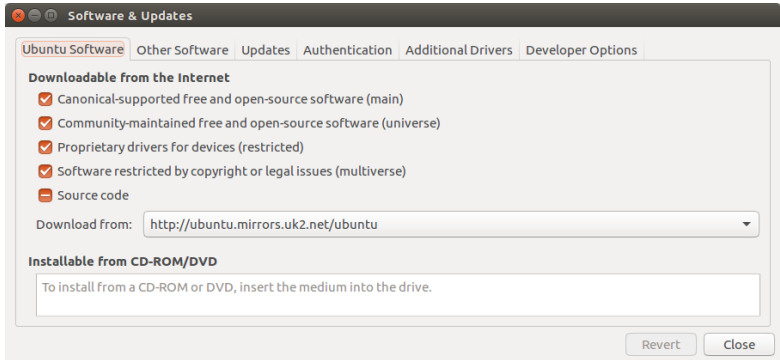 Software & Updates
Ubuntu Software Other Software Updates Authentication Additional Drivers Developer Options
Downloadable from the Internet
Canonical-supported free and open-source software (main)
Community-maintained free and open-source software (universe)
Proprietary drivers for devices (restricted)
Software restricted by copyright or legal issues (multiverse)
Source code
Download from: http://ubuntu.mirrors.uk2.net/ubuntu
Installable from CD-ROM/DVD
To install from a CD-ROM or DVD, insert the medium into the drive.
Revert Close